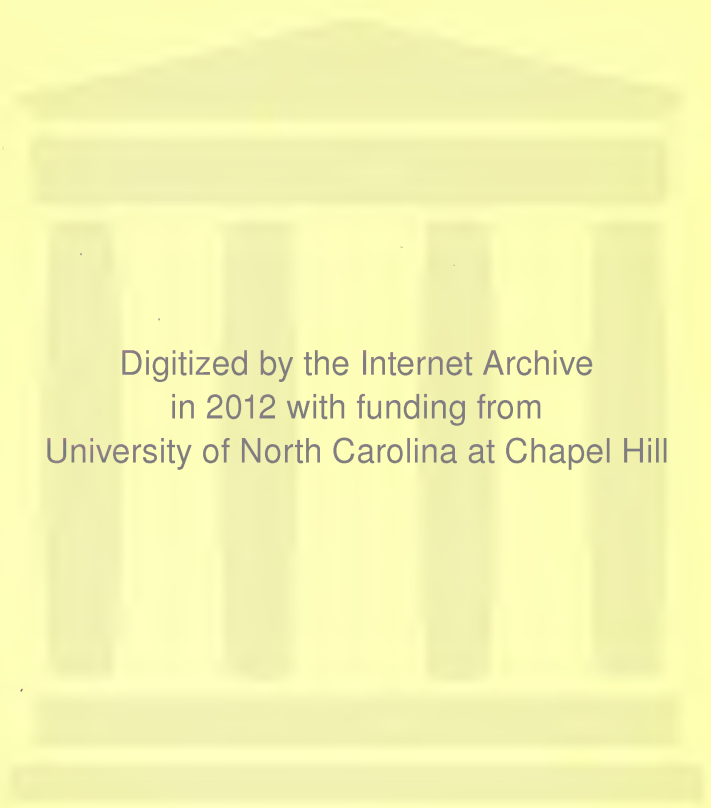 Digitized by the Internet Archive
in 2012 with funding from
University of North Carolina at Chapel Hill